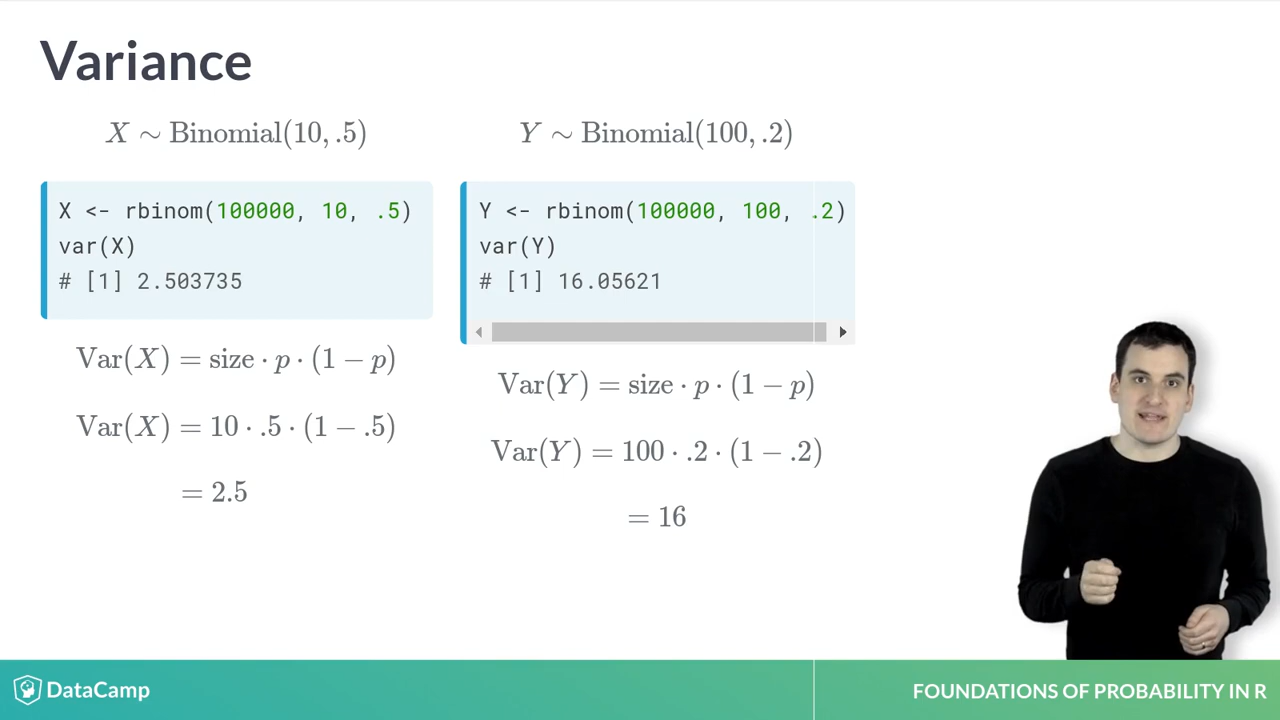 Variance
X ∼ Binomial(10, .5)
X <- rbinom(100000, 10, .5)
var(X)
# [1] 2.503735
Var(X) = size · p · (1 − p)
Var(X) = 10 · .5 · (1 − .5)
= 2.5
Y ∼ Binomial(100, .2)
Y <- rbinom(100000, 100, .2)
var(Y)
# [1] 16.05621
Var(Y) = size · p · (1 − p)
Var(Y) = 100 · .2 · (1 − .2)
= 16
DataCamp
FOUNDATIONS OF PROBABILITY IN R